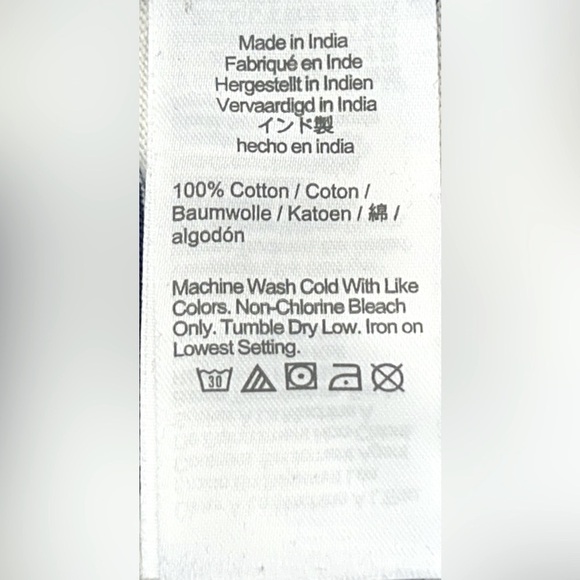 Made in India
Fabriqué en Inde
Hergestellt in Indien
Vervaardigd in India
インド製
hecho en india
100% Cotton / Coton /
Baumwolle / Katoen / 綿 /
algodón
Machine Wash Cold With Like
Colors. Non-Chlorine Bleach
Only. Tumble Dry Low. Iron on
Lowest Setting.
30